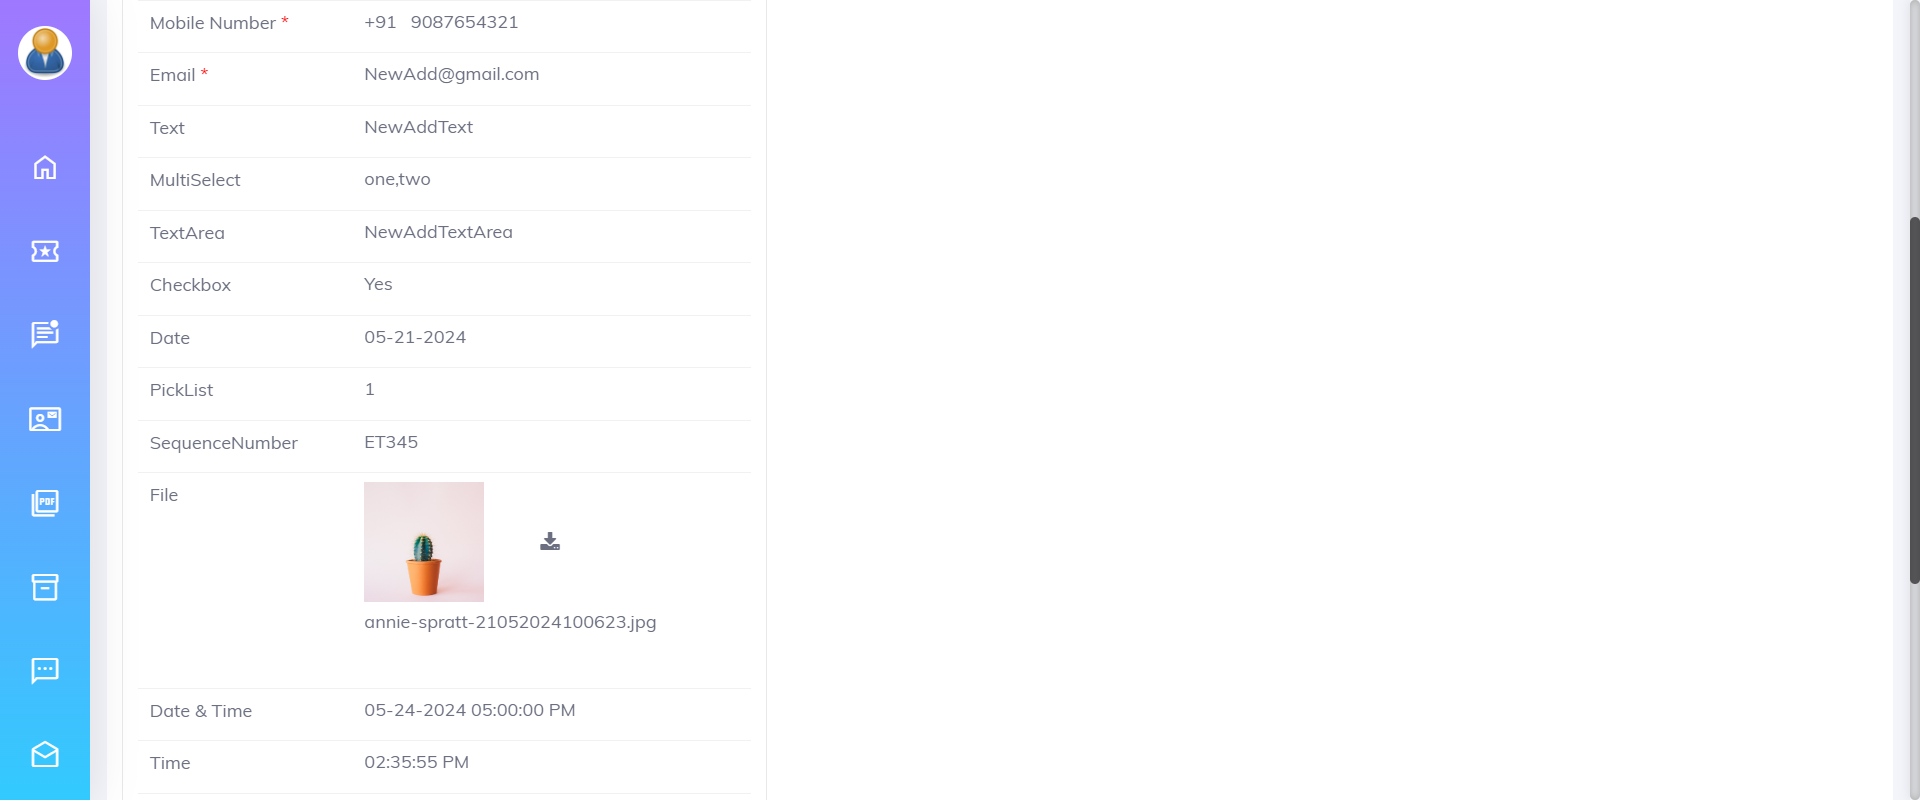 Mobile Number * +91 9087654321
Email * NewAdd@gmail.com
Text NewAddText
MultiSelect one,two
TextArea NewAddTextArea
Checkbox Yes
Date 05-21-2024
PickList 1
SequenceNumber ET345
File
annie-spratt-21052024100623.jpg
Date & Time 05-24-2024 05:00:00 PM
Time 02:35:55 PM
PDF